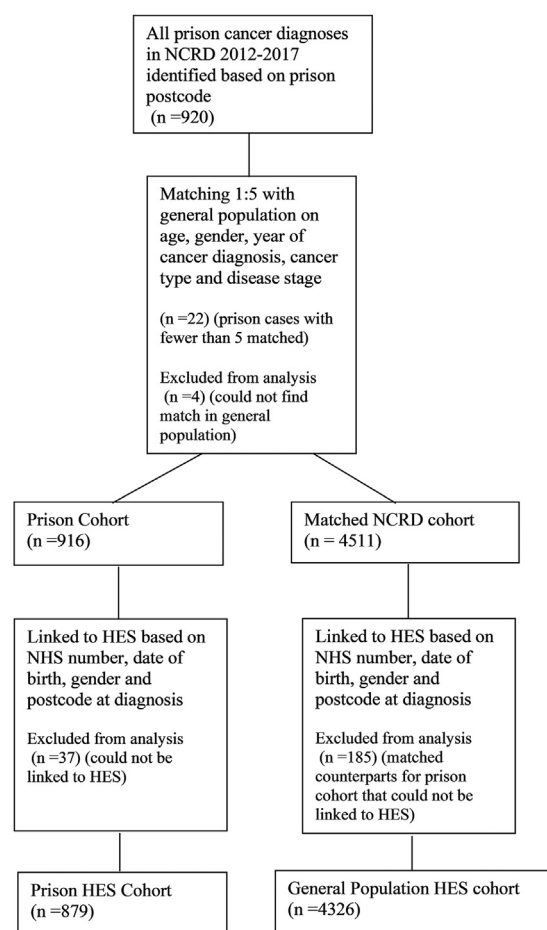 All prison cancer diagnoses
in NCRD 2012-2017
identified based on prison
postcode
(n =920)
Matching 1:5 with
general population on
age, gender, year of
cancer diagnosis, cancer
type and disease stage
(n =22) (prison cases with
fewer than 5 matched)
Excluded from analysis
(n =4) (could not find
match in general
population)
Prison Cohort
(n =916)
Matched NCRD cohort
(n = 4511)
Linked to HES based on
NHS number, date of
birth, gender and
postcode at diagnosis
Excluded from analysis
(n =37) (could not be
linked to HES)
Linked to HES based on
NHS number, date of
birth, gender and
postcode at diagnosis
Excluded from analysis
(n =185) (matched
counterparts for prison
cohort that could not be
linked to HES)
Prison HES Cohort
(n =879)
General Population HES cohort
(n =4326)